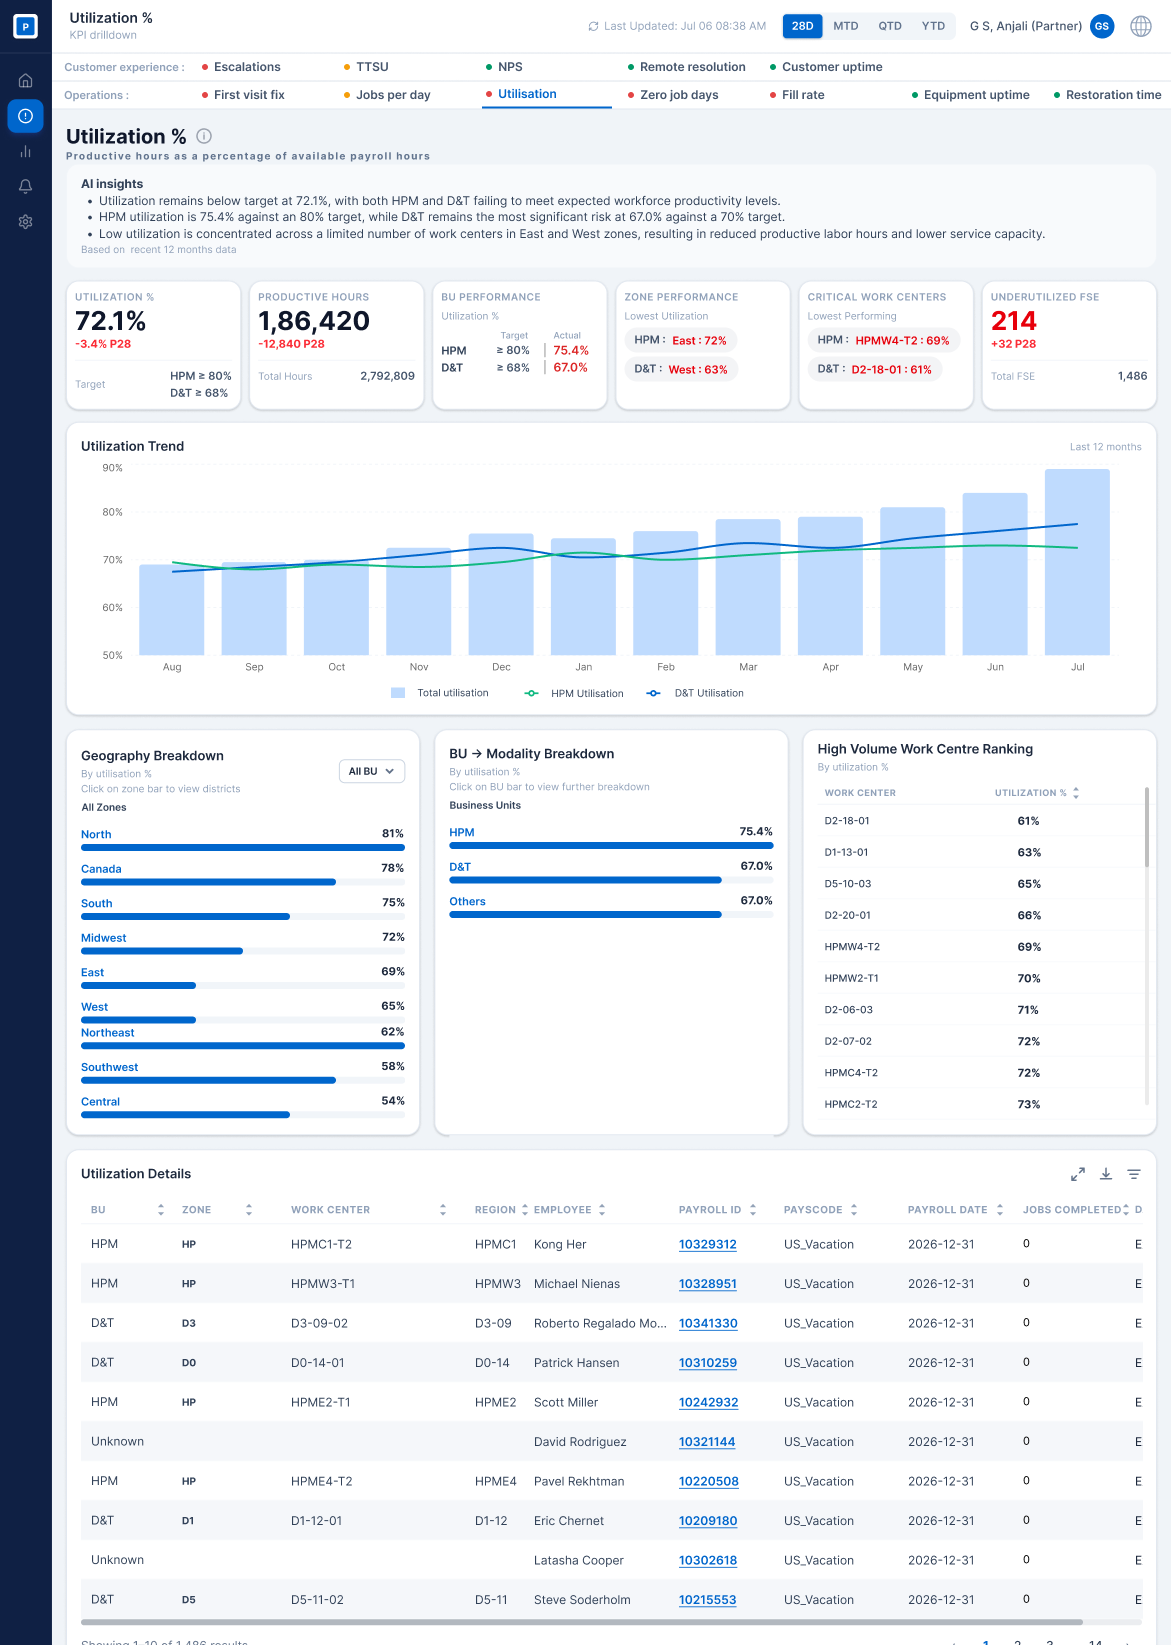 P
Utilization %
KPI drilldown
Last Updated: Jul 06 08:38 AM
28D MTD QTD YTD
G S, Anjali (Partner) GS
Customer experience : Escalations TTSU NPS Remote resolution Customer uptime
Operations : First visit fix Jobs per day Utilisation Zero job days Fill rate Equipment uptime Restoration time
Utilization %
Productive hours as a percentage of available payroll hours
AI insights
• Utilization remains below target at 72.1%, with both HPM and D&T failing to meet expected workforce productivity levels.
• HPM utilization is 75.4% against an 80% target, while D&T remains the most significant risk at 67.0% against a 70% target.
• Low utilization is concentrated across a limited number of work centers in East and West zones, resulting in reduced productive labor hours and lower service capacity.
Based on recent 12 months data
UTILIZATION %
72.1%
-3.4% P28
Target
HPM ≥ 80%
D&T ≥ 68%
PRODUCTIVE HOURS
1,86,420
-12,840 P28
Total Hours 2,792,809
BU PERFORMANCE
Utilization %
Target Actual
HPM ≥ 80% 75.4%
D&T ≥ 68% 67.0%
ZONE PERFORMANCE
Lowest Utilization
HPM : East : 72%
D&T : West : 63%
CRITICAL WORK CENTERS
Lowest Performing
HPM : HPMW4-T2 : 69%
D&T : D2-18-01 : 61%
UNDERUTILIZED FSE
214
+32 P28
Total FSE 1,486
Utilization Trend
Last 12 months
90%
80%
70%
60%
50%
Aug Sep Oct Nov Dec Jan Feb Mar Apr May Jun Jul
Total utilisation HPM Utilisation D&T Utilisation
Geography Breakdown
By utilisation %
Click on zone bar to view districts
All BU
All Zones
North 81%
Canada 78%
South 75%
Midwest 72%
East 69%
West 65%
Northeast 62%
Southwest 58%
Central 54%
BU → Modality Breakdown
By utilisation %
Click on BU bar to view further breakdown
Business Units
HPM 75.4%
D&T 67.0%
Others 67.0%
High Volume Work Centre Ranking
By utilization %
WORK CENTER UTILIZATION %
D2-18-01 61%
D1-13-01 63%
D5-10-03 65%
D2-20-01 66%
HPMW4-T2 69%
HPMW2-T1 70%
D2-06-03 71%
D2-07-02 72%
HPMC4-T2 72%
HPMC2-T2 73%
Utilization Details
BU ZONE WORK CENTER REGION EMPLOYEE PAYROLL ID PAYSCODE PAYROLL DATE JOBS COMPLETED D
HPM HP HPMC1-T2 HPMC1 Kong Her 10329312 US_Vacation 2026-12-31 0 E
HPM HP HPMW3-T1 HPMW3 Michael Nienas 10328951 US_Vacation 2026-12-31 0 E
D&T D3 D3-09-02 D3-09 Roberto Regalado Mo... 10341330 US_Vacation 2026-12-31 0 E
D&T D0 D0-14-01 D0-14 Patrick Hansen 10310259 US_Vacation 2026-12-31 0 E
HPM HP HPME2-T1 HPME2 Scott Miller 10242932 US_Vacation 2026-12-31 0 E
Unknown David Rodriguez 10321144 US_Vacation 2026-12-31 0 E
HPM HP HPME4-T2 HPME4 Pavel Rekhtman 10220508 US_Vacation 2026-12-31 0 E
D&T D1 D1-12-01 D1-12 Eric Chernet 10209180 US_Vacation 2026-12-31 0 E
Unknown Latasha Cooper 10302618 US_Vacation 2026-12-31 0 E
D&T D5 D5-11-02 D5-11 Steve Soderholm 10215553 US_Vacation 2026-12-31 0 E
Showing 1-10 of 1,486 results 1 2 3 14